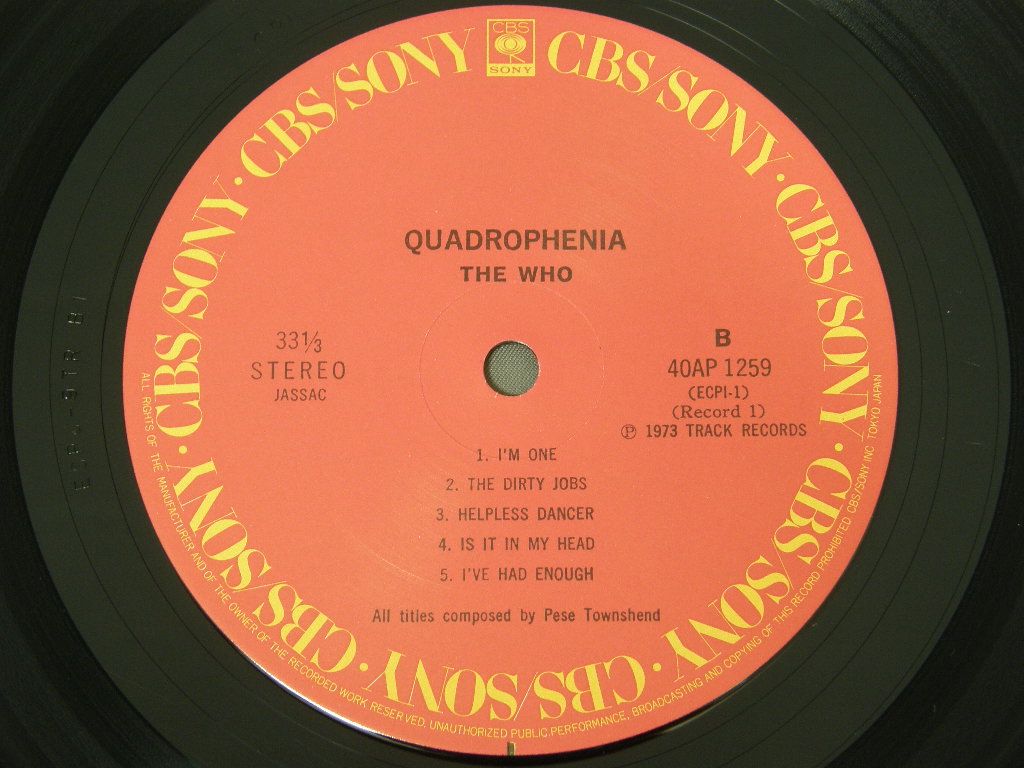 CBS
SONY
CBS/SONY · CBS/SONY · CBS/SONY · CBS/SONY · CBS/SONY · CBS/SONY · CBS/SONY · CBS/SONY · CBS/SONY · CBS/SONY
QUADROPHENIA
THE WHO
33⅓
STEREO
JASSAC
B
40AP 1259
(ECPI-1)
(Record 1)
Ⓟ 1973 TRACK RECORDS
1. I'M ONE
2. THE DIRTY JOBS
3. HELPLESS DANCER
4. IS IT IN MY HEAD
5. I'VE HAD ENOUGH
All titles composed by Pese Townshend
ALL RIGHTS OF THE MANUFACTURER AND OF THE OWNER OF THE RECORDED WORK RESERVED. UNAUTHORIZED PUBLIC PERFORMANCE, BROADCASTING AND COPYING OF THIS RECORD PROHIBITED CBS/SONY INC TOKYO JAPAN